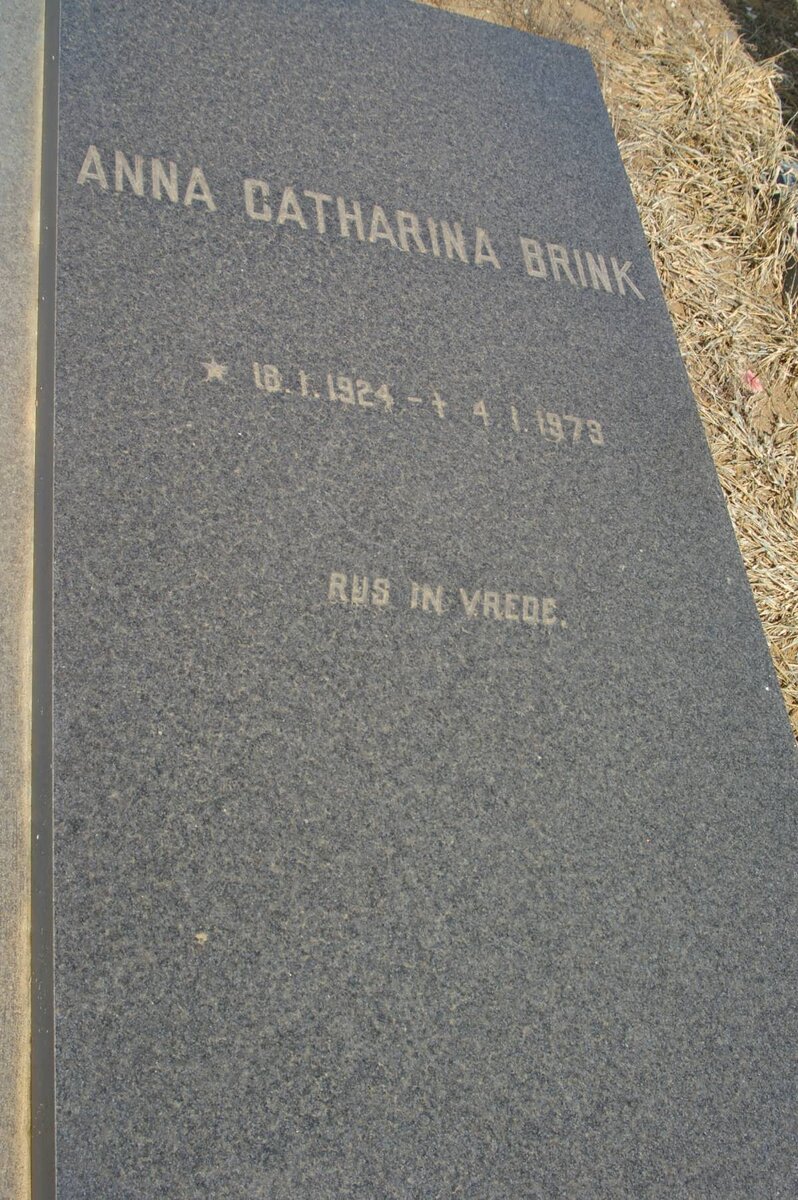 ANNA CATHARINA BRINK
★ 18.1.1924 - † 4.1.1973
RUS IN VREDE.